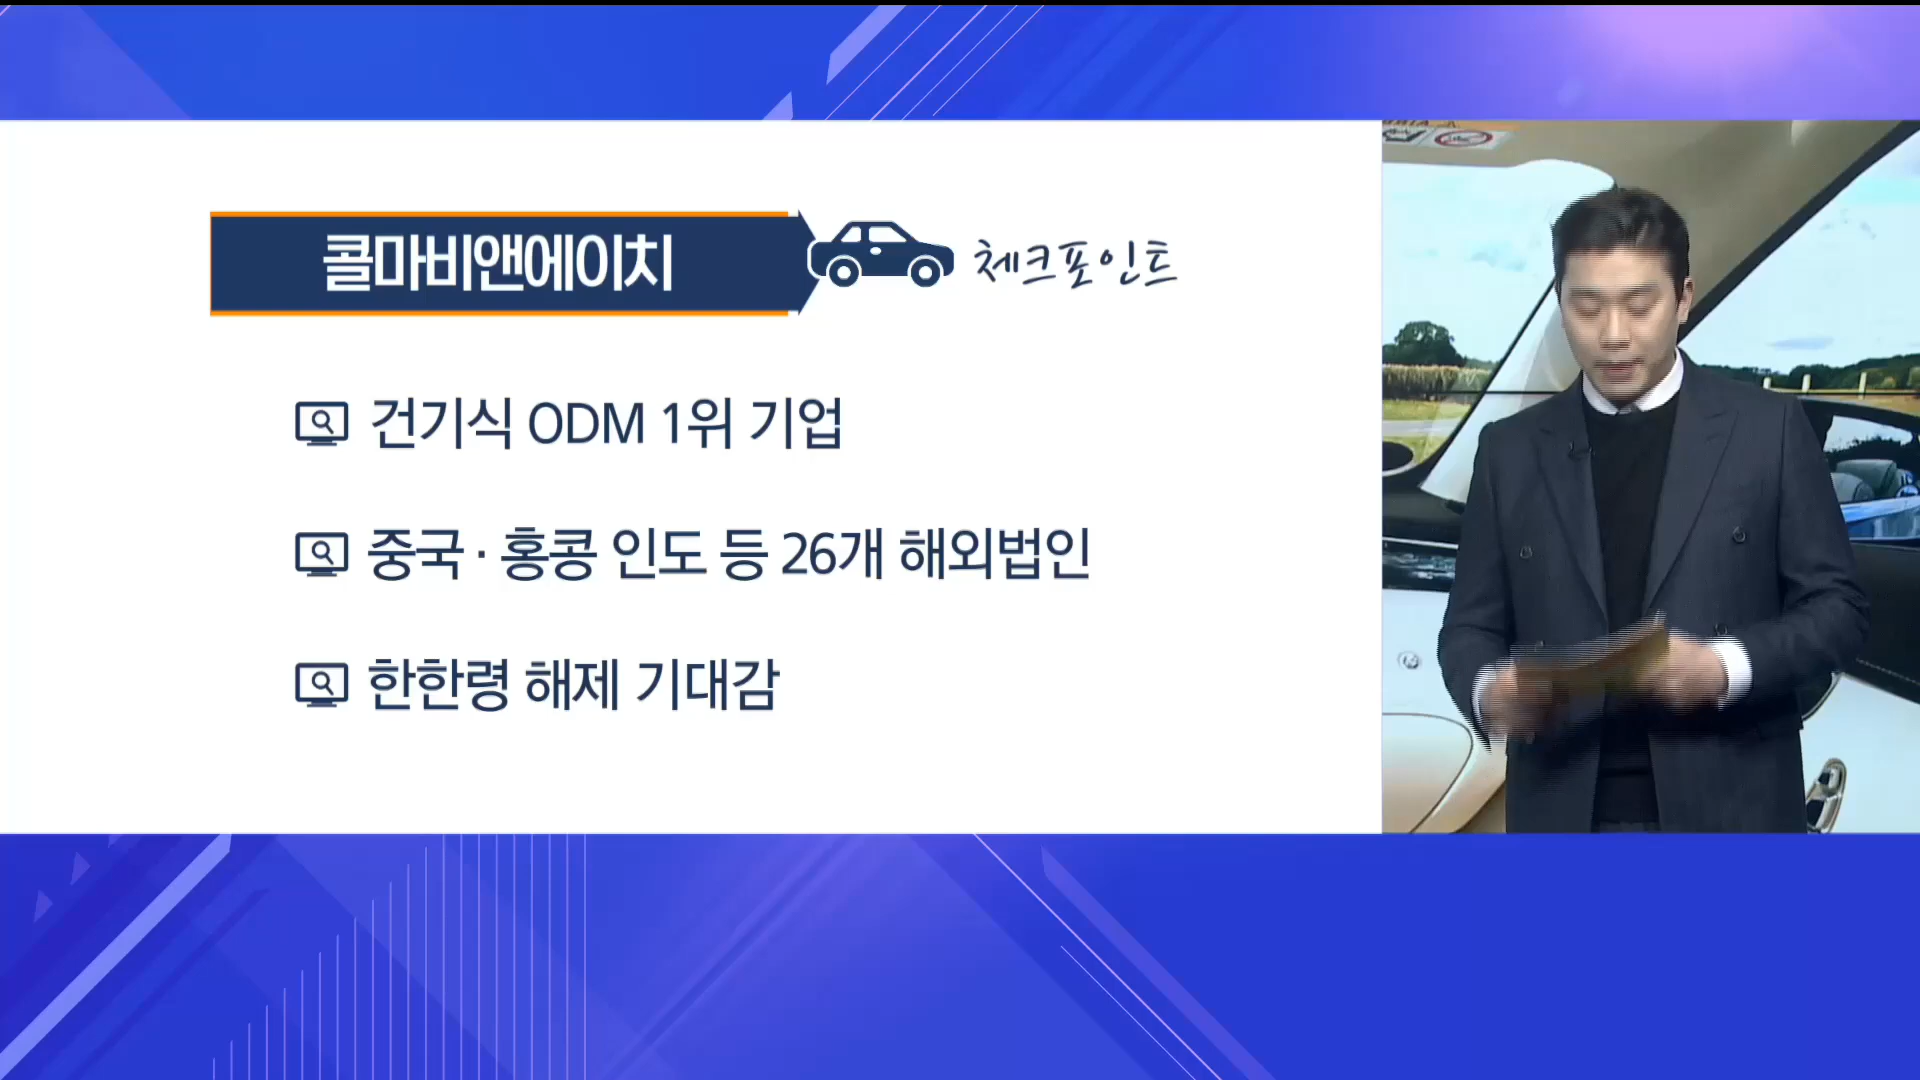 콜마비앤에이치 체크포인트
건기식 ODM 1위 기업
중국·홍콩 인도 등 26개 해외법인
한한령 해제 기대감